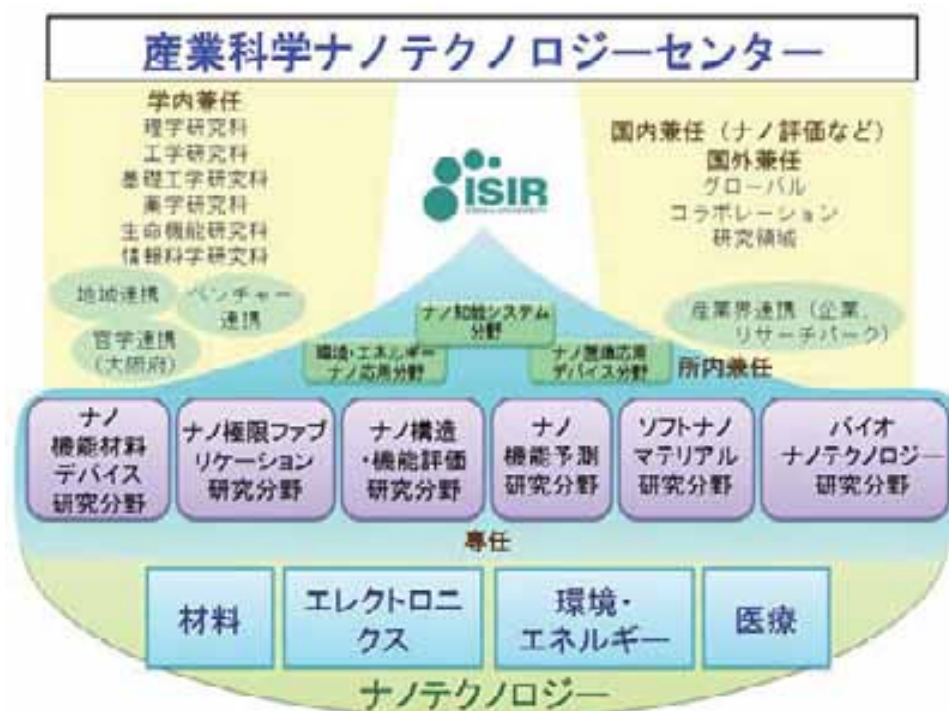 産業科学ナノテクノロジーセンター
学内兼任
理学研究科
工学研究科
基礎工学研究科
薬学研究科
生命機能研究科
情報科学研究科
地域連携
ベンチャー
連携
官学連携
(大阪府)
ISIR
国内兼任（ナノ評価など）
国外兼任
グローバル
コラボレーション
研究領域
産業界連携（企業、
リサーチパーク）
ナノ知能システム
分野
環境・エネルギー
ナノ応用分野
ナノ医療応用
デバイス分野
所内兼任
ナノ
機能材料
デバイス
研究分野
ナノ極限ファブ
リケーション
研究分野
ナノ構造
・機能評価
研究分野
ナノ
機能予測
研究分野
ソフトナノ
マテリアル
研究分野
バイオ
ナノテクノロジー
研究分野
専任
材料
エレクトロニ
クス
環境・
エネルギー
医療
ナノテクノロジー